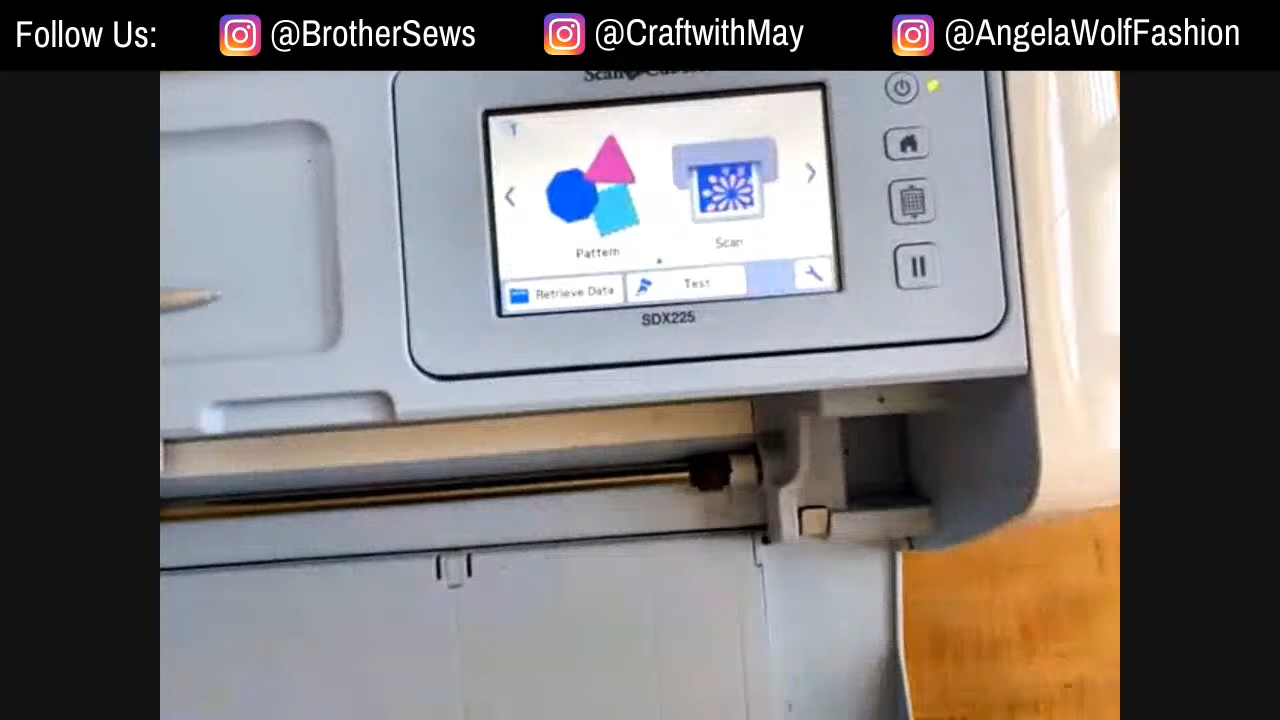 Follow Us: @BrotherSews @CraftwithMay @AngelaWolfFashion
Pattern
Scan
Retrieve Data
Test
SDX225